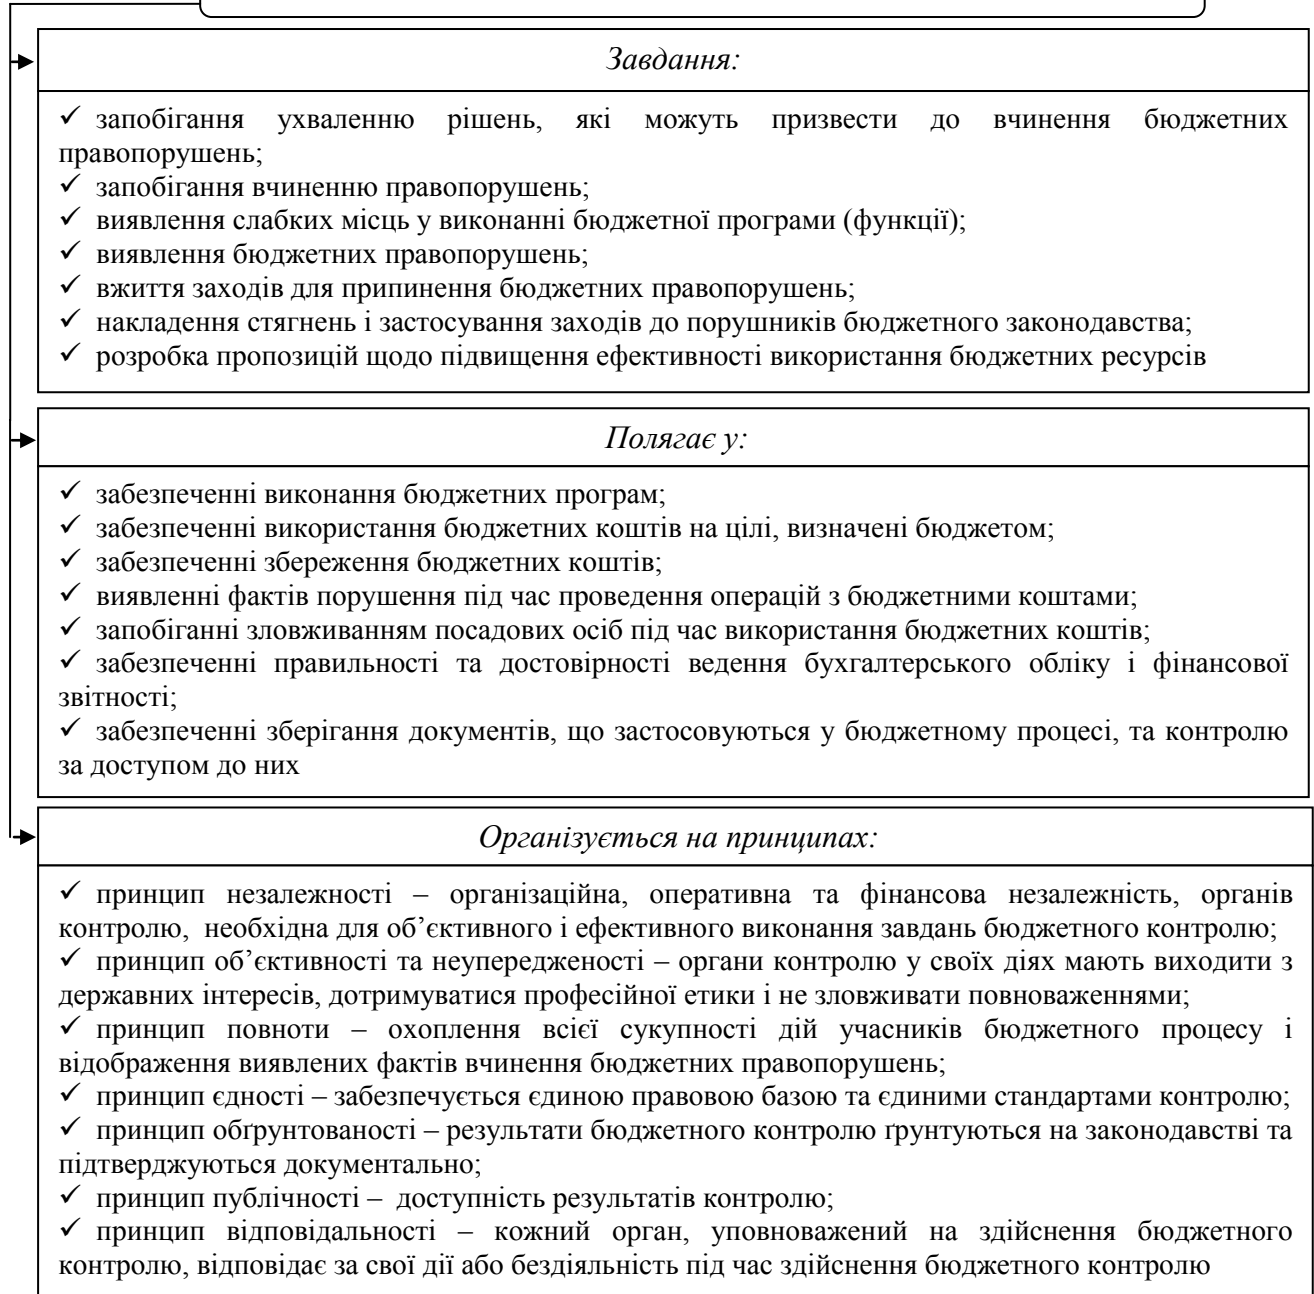 Завдання:
✓ запобігання ухваленню рішень, які можуть призвести до вчинення бюджетних
правопорушень;
✓ запобігання вчиненню правопорушень;
✓ виявлення слабких місць у виконанні бюджетної програми (функції);
✓ виявлення бюджетних правопорушень;
✓ вжиття заходів для припинення бюджетних правопорушень;
✓ накладення стягнень і застосування заходів до порушників бюджетного законодавства;
✓ розробка пропозицій щодо підвищення ефективності використання бюджетних ресурсів
Полягає у:
✓ забезпеченні виконання бюджетних програм;
✓ забезпеченні використання бюджетних коштів на цілі, визначені бюджетом;
✓ забезпеченні збереження бюджетних коштів;
✓ виявленні фактів порушення під час проведення операцій з бюджетними коштами;
✓ запобіганні зловживанням посадових осіб під час використання бюджетних коштів;
✓ забезпеченні правильності та достовірності ведення бухгалтерського обліку і фінансової
звітності;
✓ забезпеченні зберігання документів, що застосовуються у бюджетному процесі, та контролю
за доступом до них
Організується на принципах:
✓ принцип незалежності – організаційна, оперативна та фінансова незалежність, органів
контролю, необхідна для об’єктивного і ефективного виконання завдань бюджетного контролю;
✓ принцип об’єктивності та неупередженості – органи контролю у своїх діях мають виходити з
державних інтересів, дотримуватися професійної етики і не зловживати повноваженнями;
✓ принцип повноти – охоплення всієї сукупності дій учасників бюджетного процесу і
відображення виявлених фактів вчинення бюджетних правопорушень;
✓ принцип єдності – забезпечується єдиною правовою базою та єдиними стандартами контролю;
✓ принцип обґрунтованості – результати бюджетного контролю ґрунтуються на законодавстві та
підтверджуються документально;
✓ принцип публічності – доступність результатів контролю;
✓ принцип відповідальності – кожний орган, уповноважений на здійснення бюджетного
контролю, відповідає за свої дії або бездіяльність під час здійснення бюджетного контролю